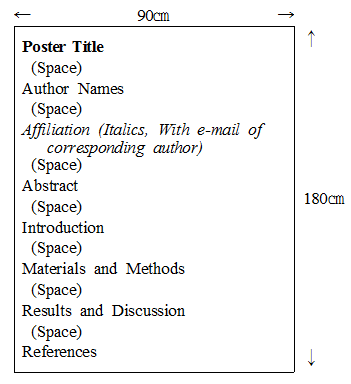 ← 90㎝ →
Poster Title
(Space)
Author Names
(Space)
Affiliation (Italics, With e-mail of
corresponding author)
(Space)
Abstract
(Space)
Introduction
(Space)
Materials and Methods
(Space)
Results and Discussion
(Space)
References
↑
180㎝
↓